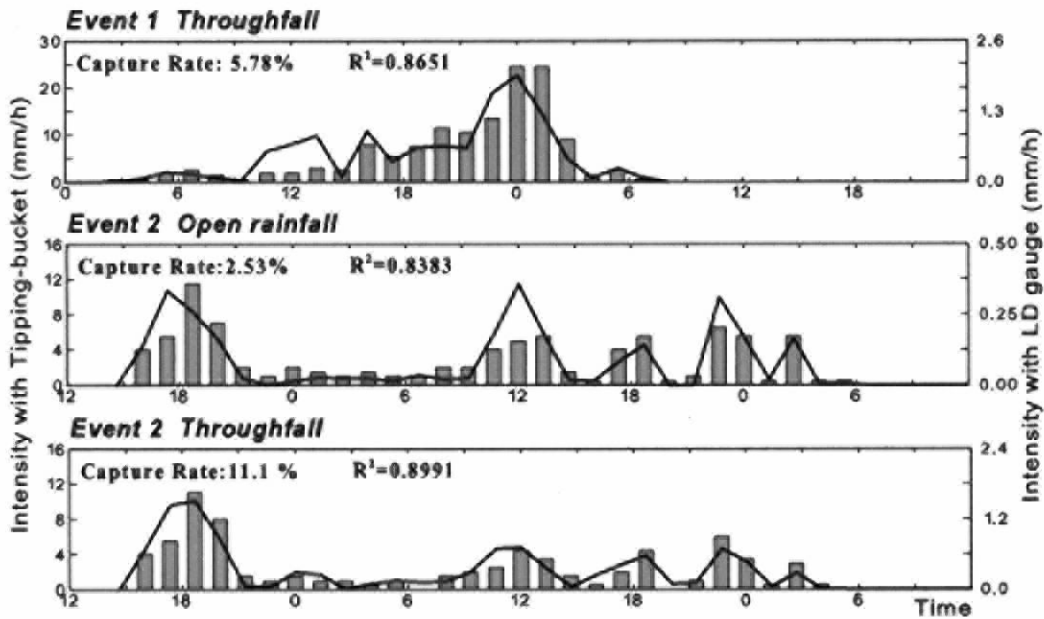 Event 1 Throughfall
Capture Rate: 5.78% R²=0.8651
30
20
10
0
2.6
1.3
0.0
0 6 12 18 0 6 12 18
Event 2 Open rainfall
Capture Rate:2.53% R²=0.8383
16
12
8
4
0
0.50
0.25
0.00
12 18 0 6 12 18 0 6
Event 2 Throughfall
Capture Rate:11.1 % R²=0.8991
16
12
8
4
0
2.4
1.2
0.0
12 18 0 6 12 18 0 6 Time
Intensity with Tipping-bucket (mm/h)
Intensity with LD gauge (mm/h)